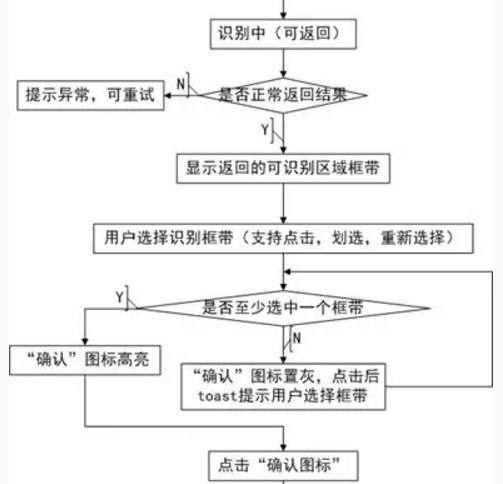 识别中（可返回）
N
提示异常，可重试
是否正常返回结果
Y
显示返回的可识别区域框带
用户选择识别框带（支持点击，划选，重新选择）
Y
是否至少选中一个框带
N
“确认”图标高亮
“确认”图标置灰，点击后
toast提示用户选择框带
点击“确认图标”